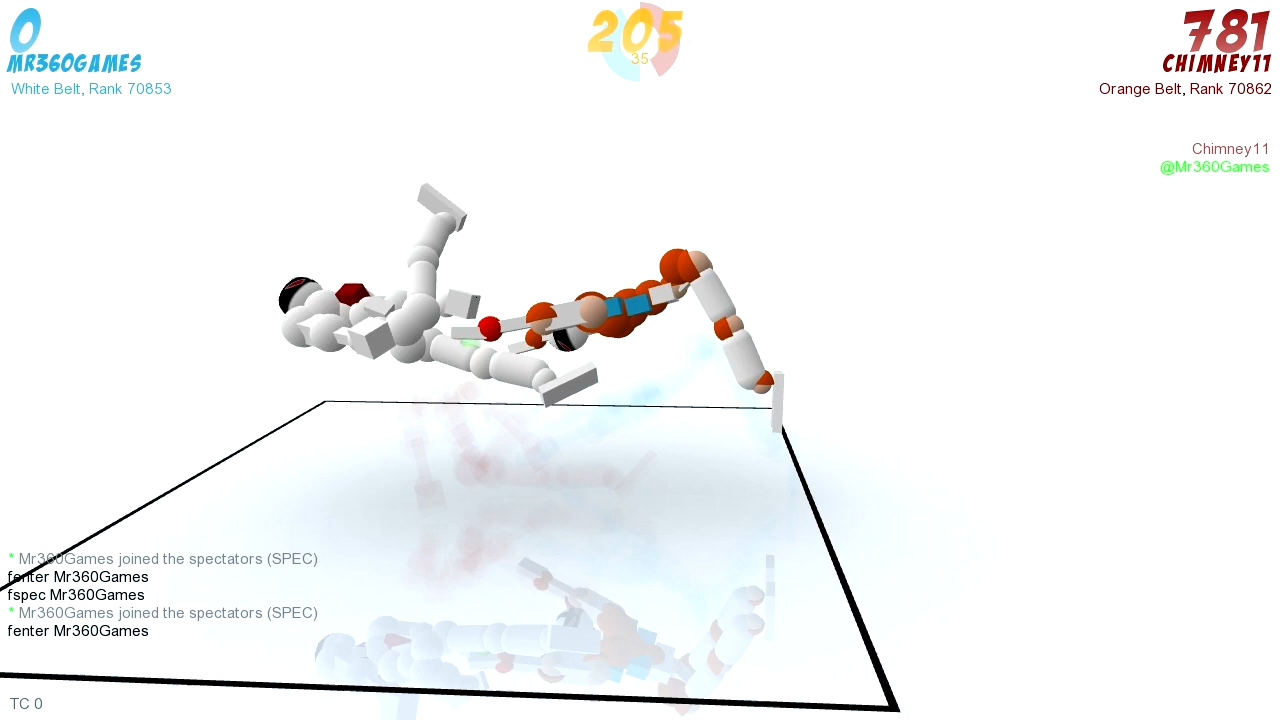 0
MR360GAMES
White Belt, Rank 70853
205
35
781
CHIMNEY11
Orange Belt, Rank 70862
Chimney11
@Mr360Games
* Mr360Games joined the spectators (SPEC)
fenter Mr360Games
fspec Mr360Games
* Mr360Games joined the spectators (SPEC)
fenter Mr360Games
TC 0